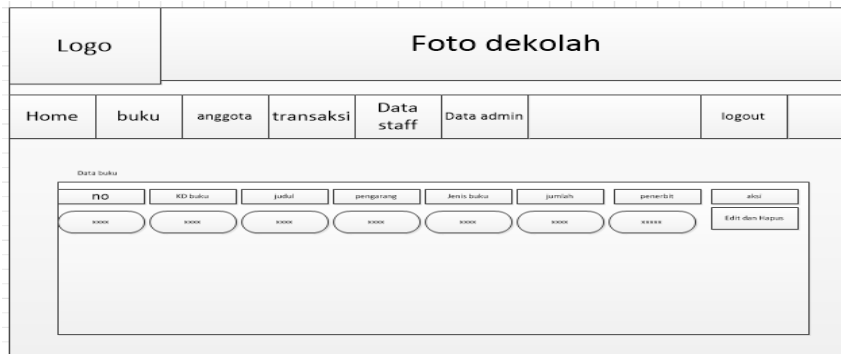 Logo
Foto dekolah
Home
buku
anggota
transaksi
Data
staff
Data admin
logout
Data buku
no
KD buku
judul
pengarang
Jenis buku
jumlah
penerbit
aksi
xxxx
xxxx
xxxx
xxxx
xxxx
xxxx
xxxxx
Edit dan Hapus